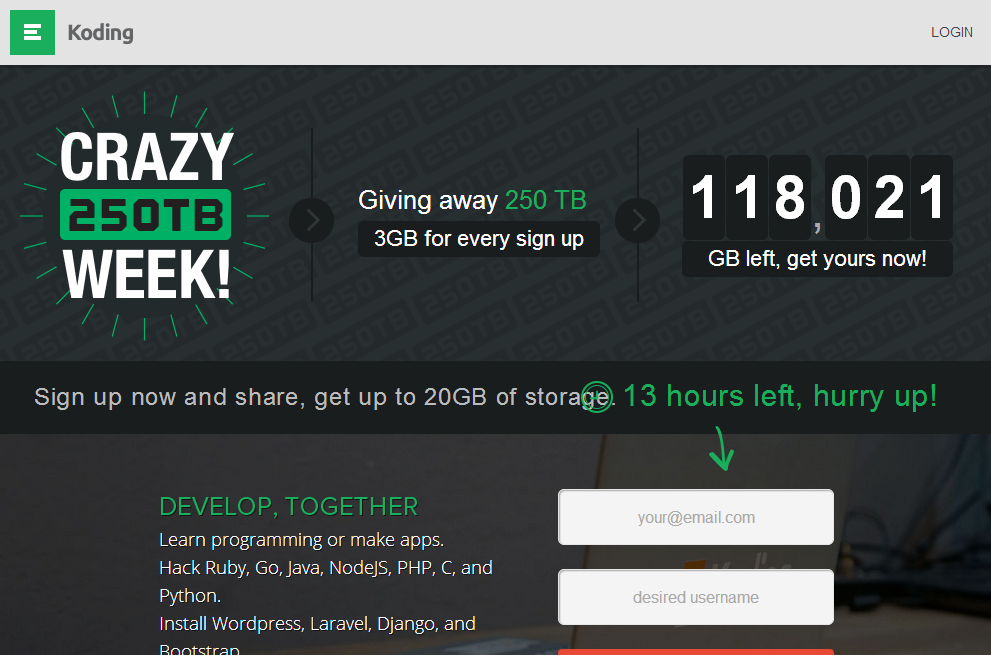 Koding
LOGIN
CRAZY
250TB
WEEK!
Giving away 250 TB
3GB for every sign up
118,021
GB left, get yours now!
Sign up now and share, get up to 20GB of storage.
13 hours left, hurry up!
DEVELOP, TOGETHER
Learn programming or make apps.
Hack Ruby, Go, Java, NodeJS, PHP, C, and
Python.
Install Wordpress, Laravel, Django, and
Bootstrap.
your@email.com
desired username